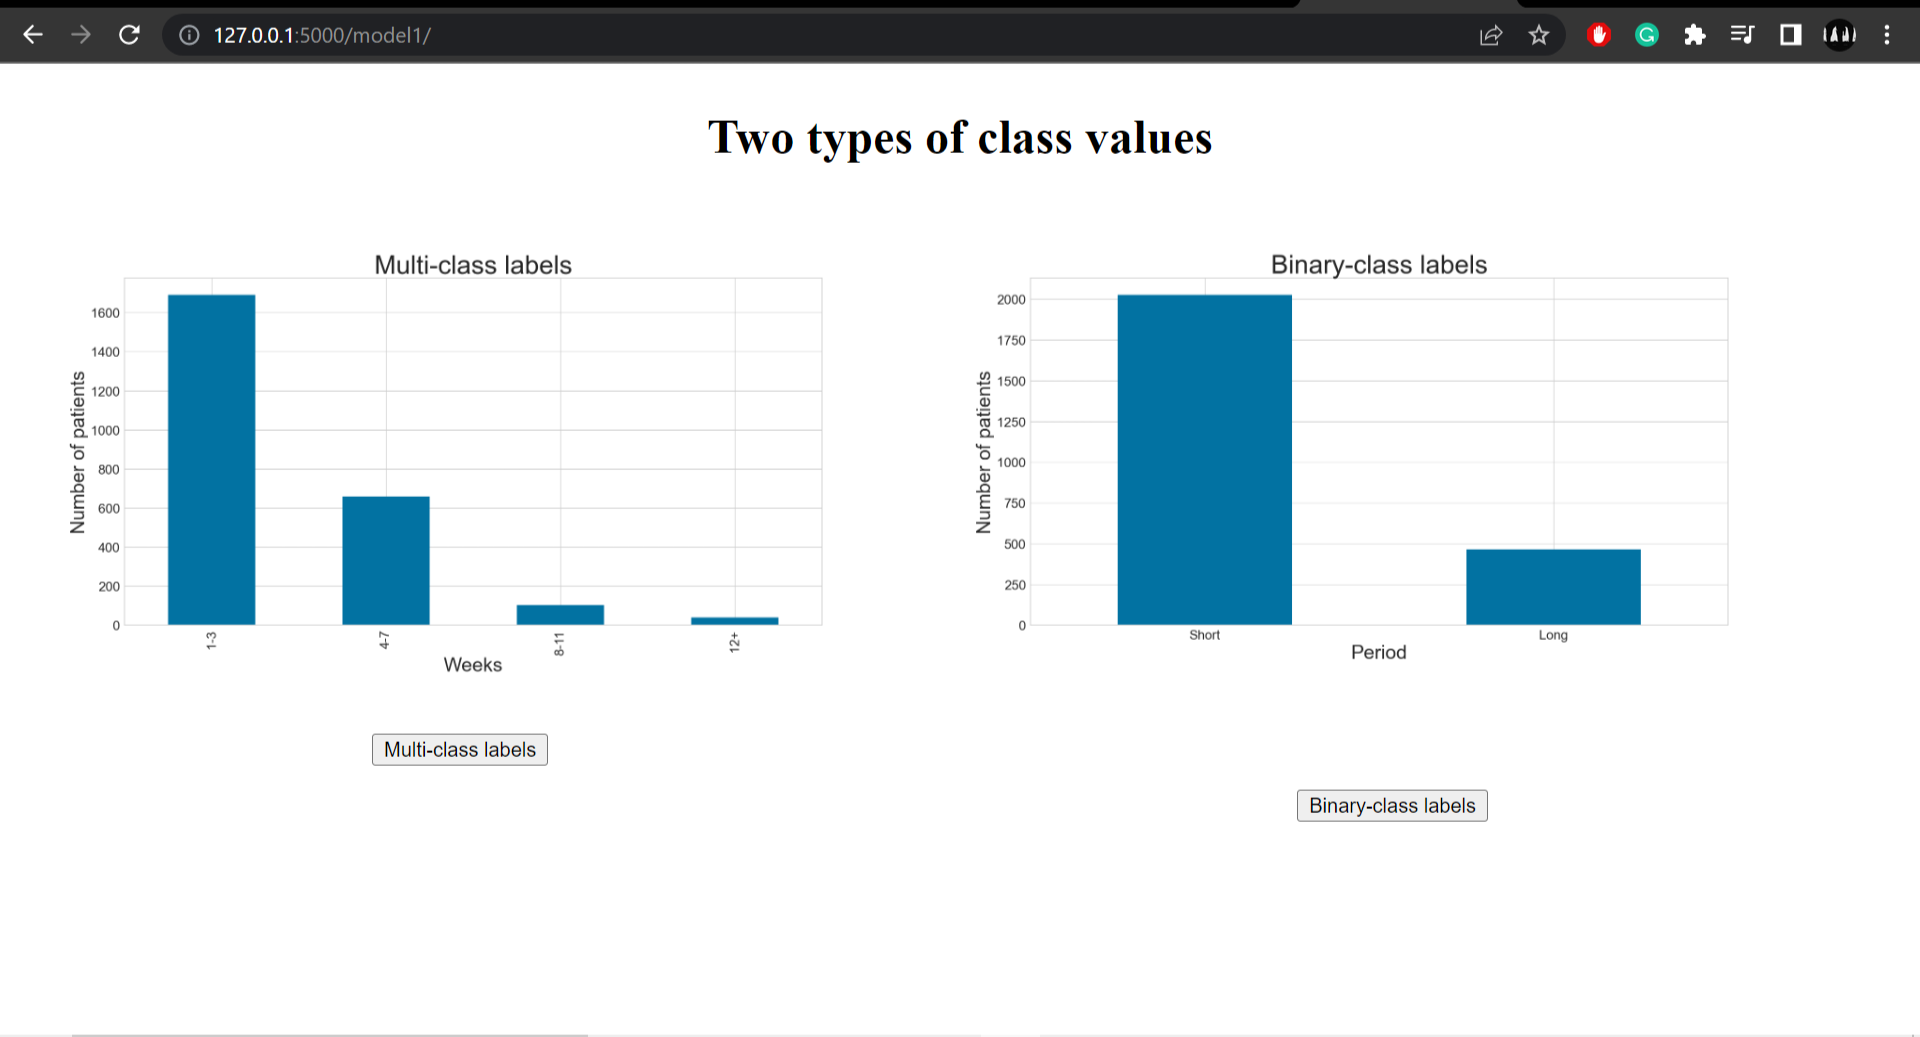 127.0.0.1:5000/model1/
Two types of class values
Multi-class labels
1600
1400
1200
1000
800
600
400
200
0
Number of patients
1-3
4-7
8-11
12+
Weeks
Multi-class labels
Binary-class labels
2000
1750
1500
1250
1000
750
500
250
0
Number of patients
Short
Long
Period
Binary-class labels